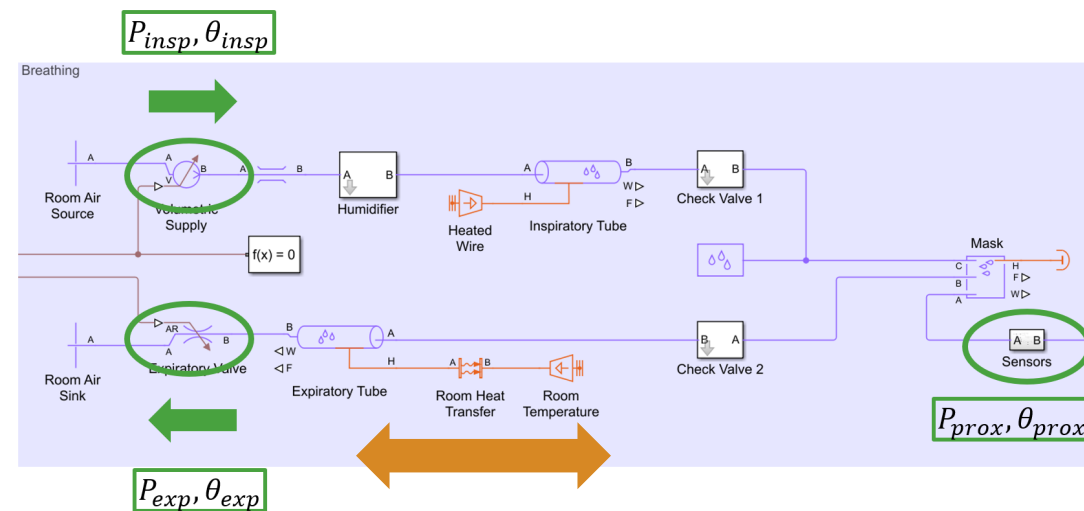 P_insp, θ_insp
Breathing
A
A
V
B
A
B
Room Air
Source
Volumetric
Supply
A
B
Humidifier
H
Heated
Wire
A
B
W
F
Inspiratory Tube
A
B
Check Valve 1
f(x) = 0
Mask
C
B
A
H
F
W
A B
Sensors
A
AR
A
B
Room Air
Sink
Expiratory Valve
B
W
F
A
H
Expiratory Tube
A
B
Room Heat
Transfer
Room
Temperature
B
A
Check Valve 2
P_prox, θ_prox
P_exp, θ_exp